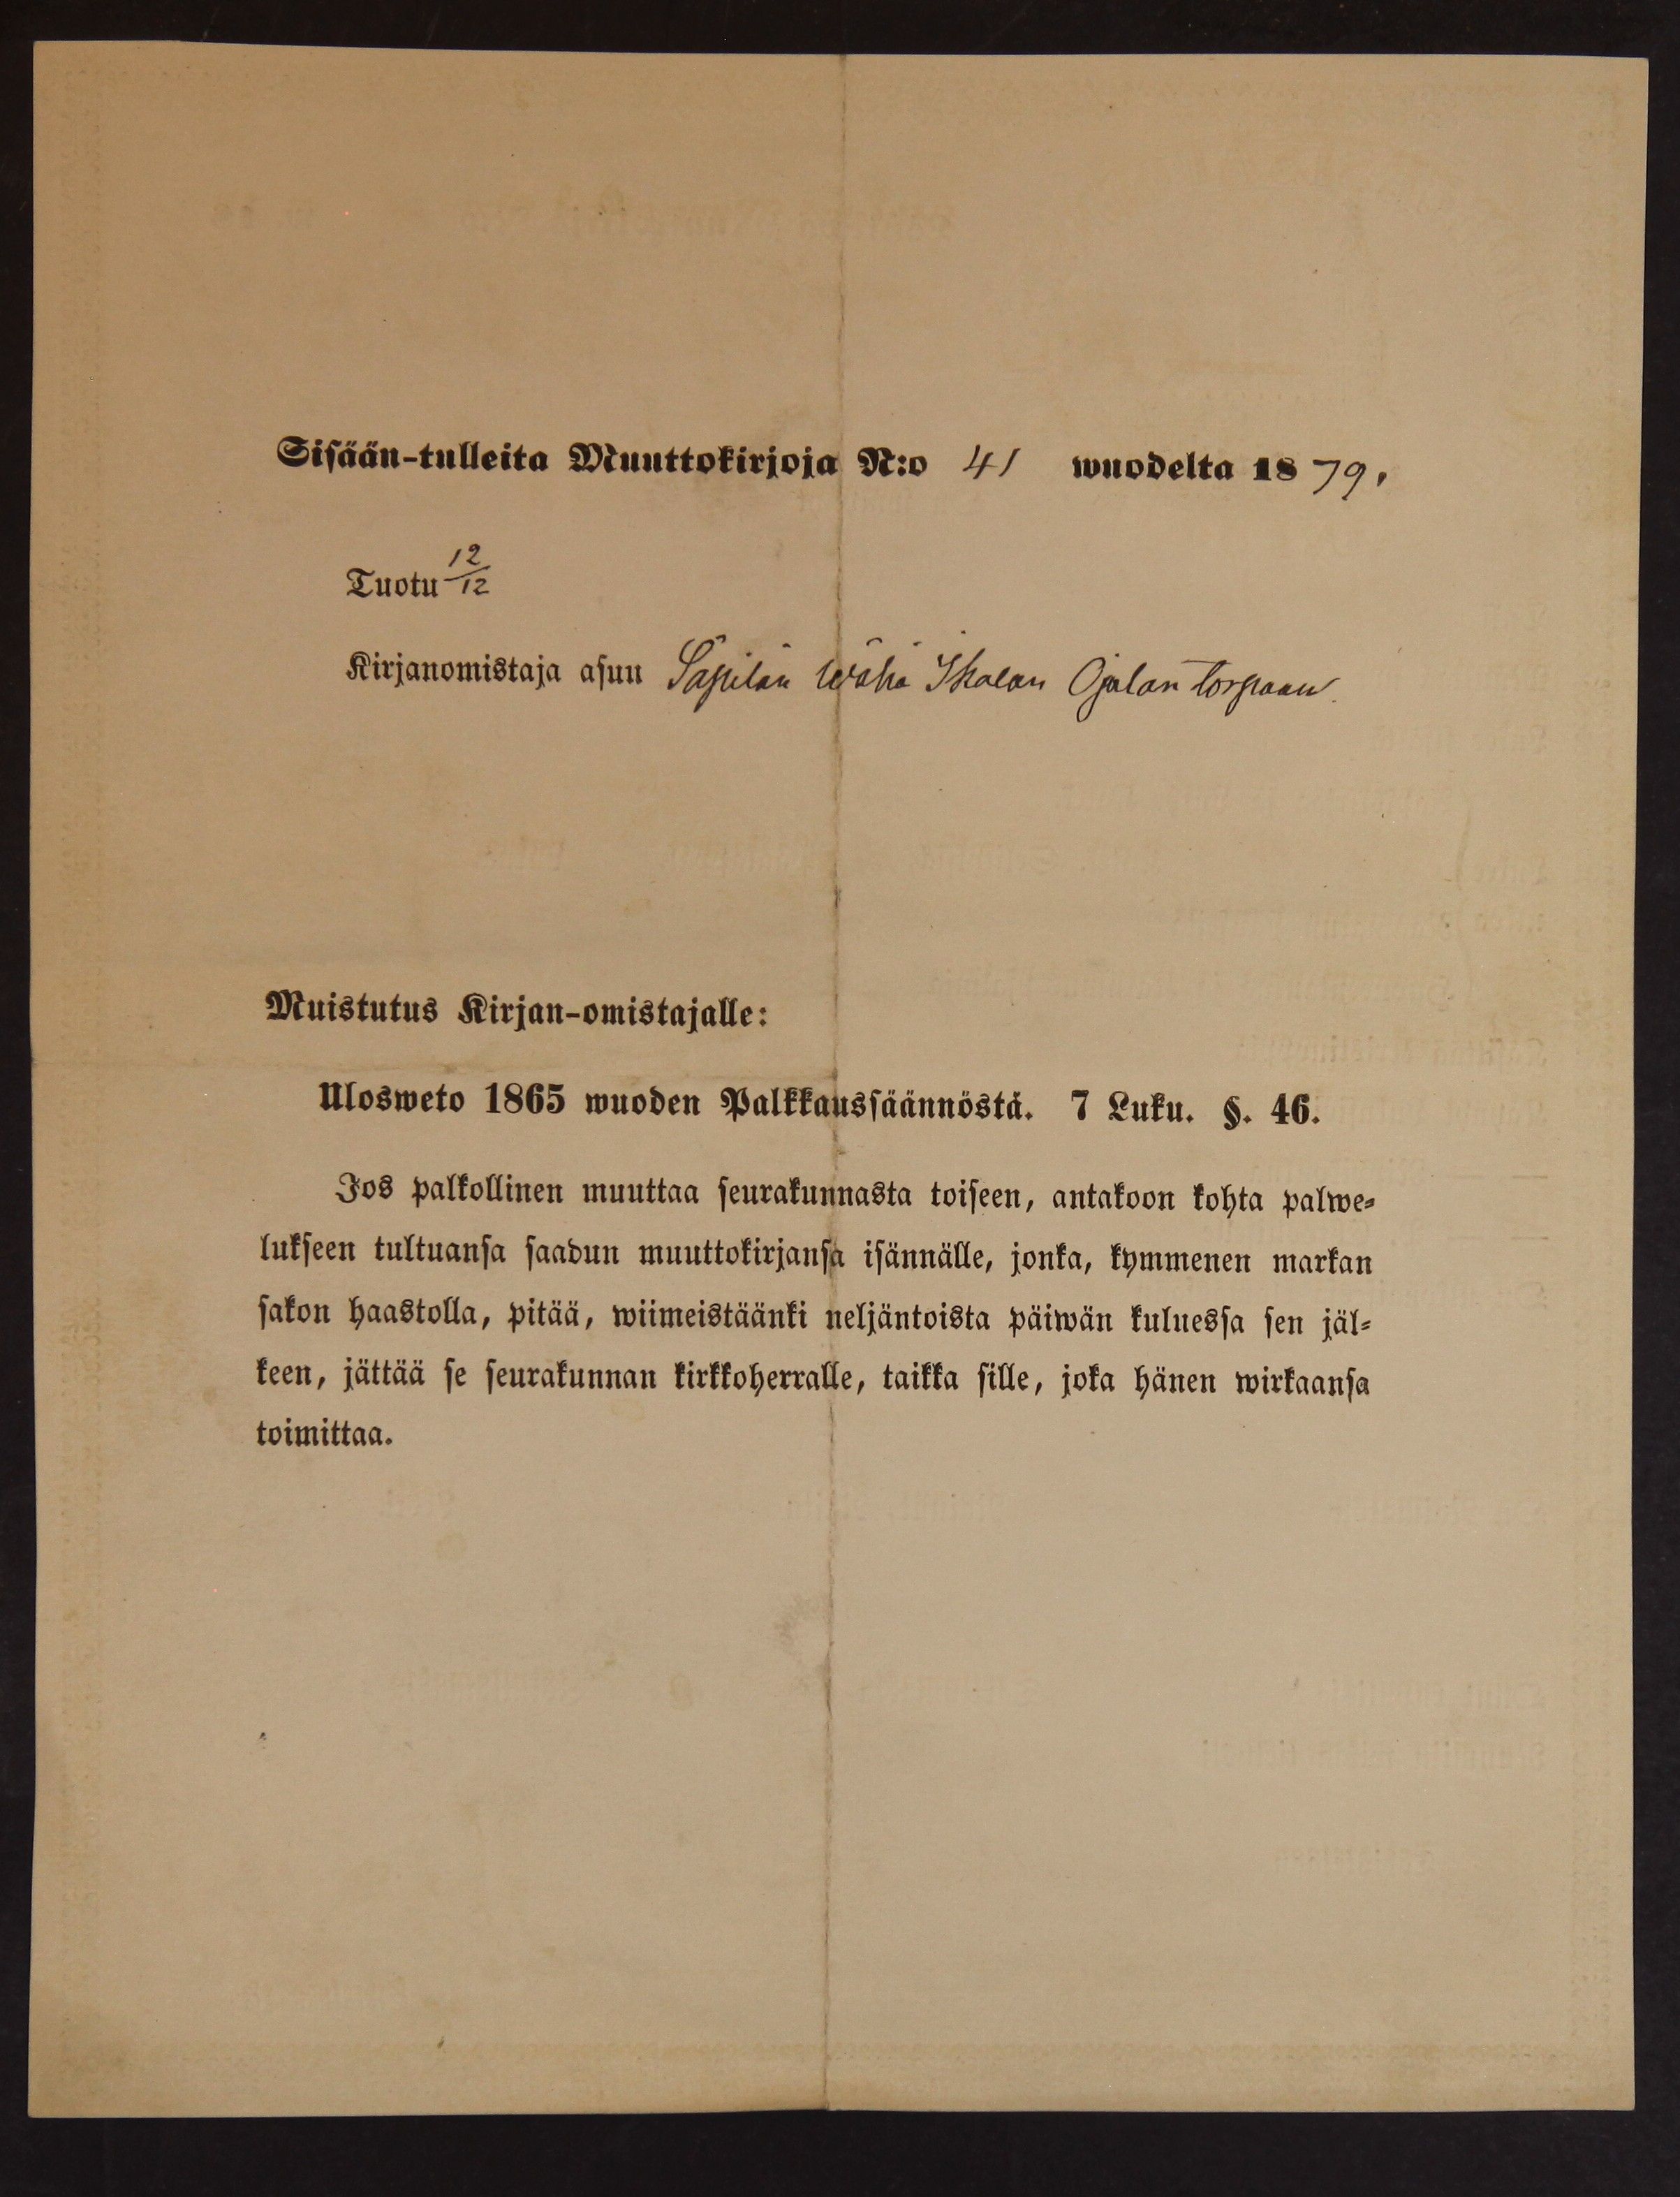 Sisään-tulleita Muuttokirjoja N:o 41 wuodelta 1879.
Tuotu 12/12
Kirjanomistaja asuu Säpilän Wähä Ikalan Ojalan torpaan
Muistutus Kirjan-omistajalle:
Ulosweto 1865 wuoden Palkkaussäännöstä. 7 Luku. §. 46.
Jos palkollinen muuttaa seurakunnasta toiseen, antakoon kohta palwe-
lukseen tultuansa saadun muuttokirjansa isännälle, jonka, kymmenen markan
sakon haastolla, pitää, wiimeistäänki neljäntoista päiwän kuluessa sen jäl-
keen, jättää se seurakunnan kirkkoherralle, taikka sille, joka hänen wirkaansa
toimittaa.